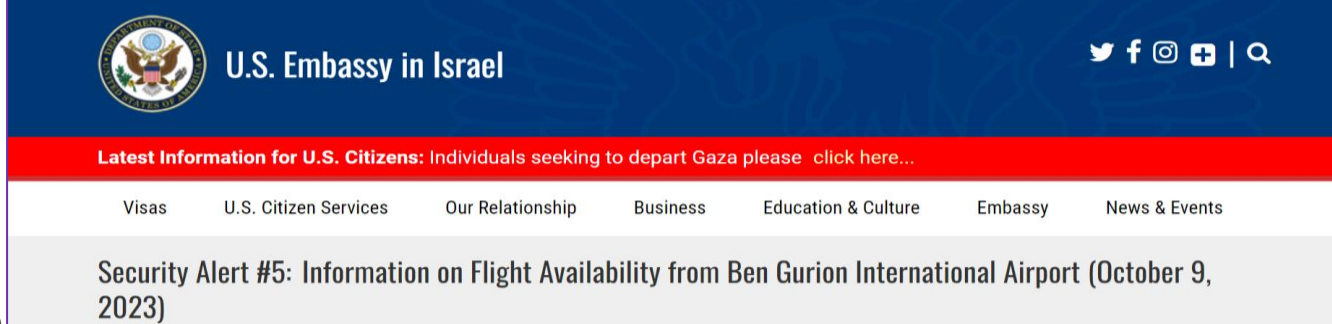 U.S. Embassy in Israel
Latest Information for U.S. Citizens: Individuals seeking to depart Gaza please click here...
Visas U.S. Citizen Services Our Relationship Business Education & Culture Embassy News & Events
Security Alert #5: Information on Flight Availability from Ben Gurion International Airport (October 9,
2023)